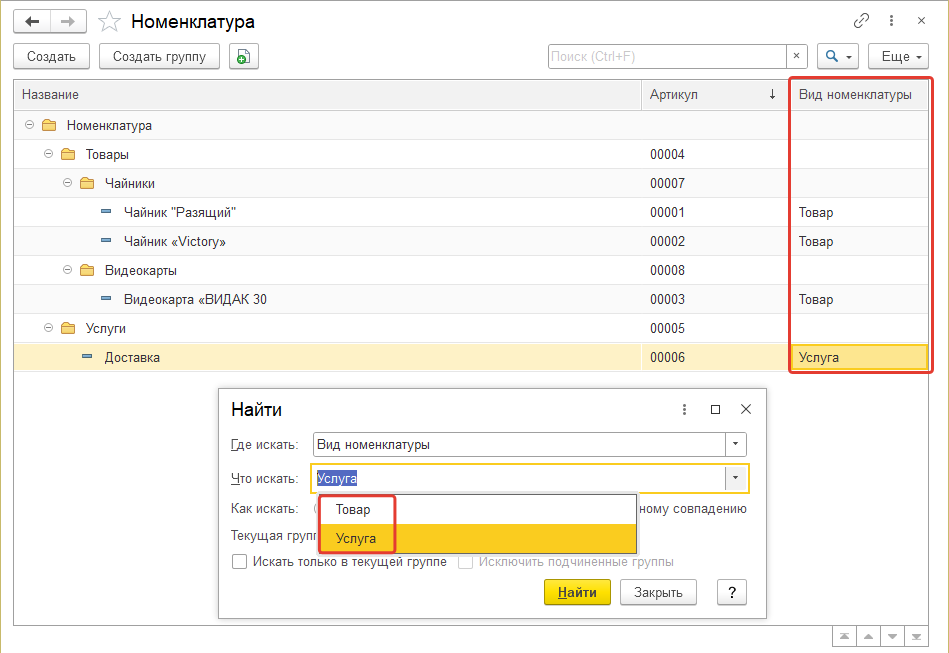 Номенклатура
Создать Создать группу Поиск (Ctrl+F) × Еще
Название Артикул ↓ Вид номенклатуры
Номенклатура
Товары 00004
Чайники 00007
Чайник "Разящий" 00001 Товар
Чайник «Victory» 00002 Товар
Видеокарты 00008
Видеокарта «ВИДАК 30 00003 Товар
Услуги 00005
Доставка 00006 Услуга
Найти
Где искать: Вид номенклатуры
Что искать: Услуга
Товар
Как искать: ному совпадению
Услуга
Текущая груп
Искать только в текущей группе Исключить подчиненные группы
Найти Закрыть ?